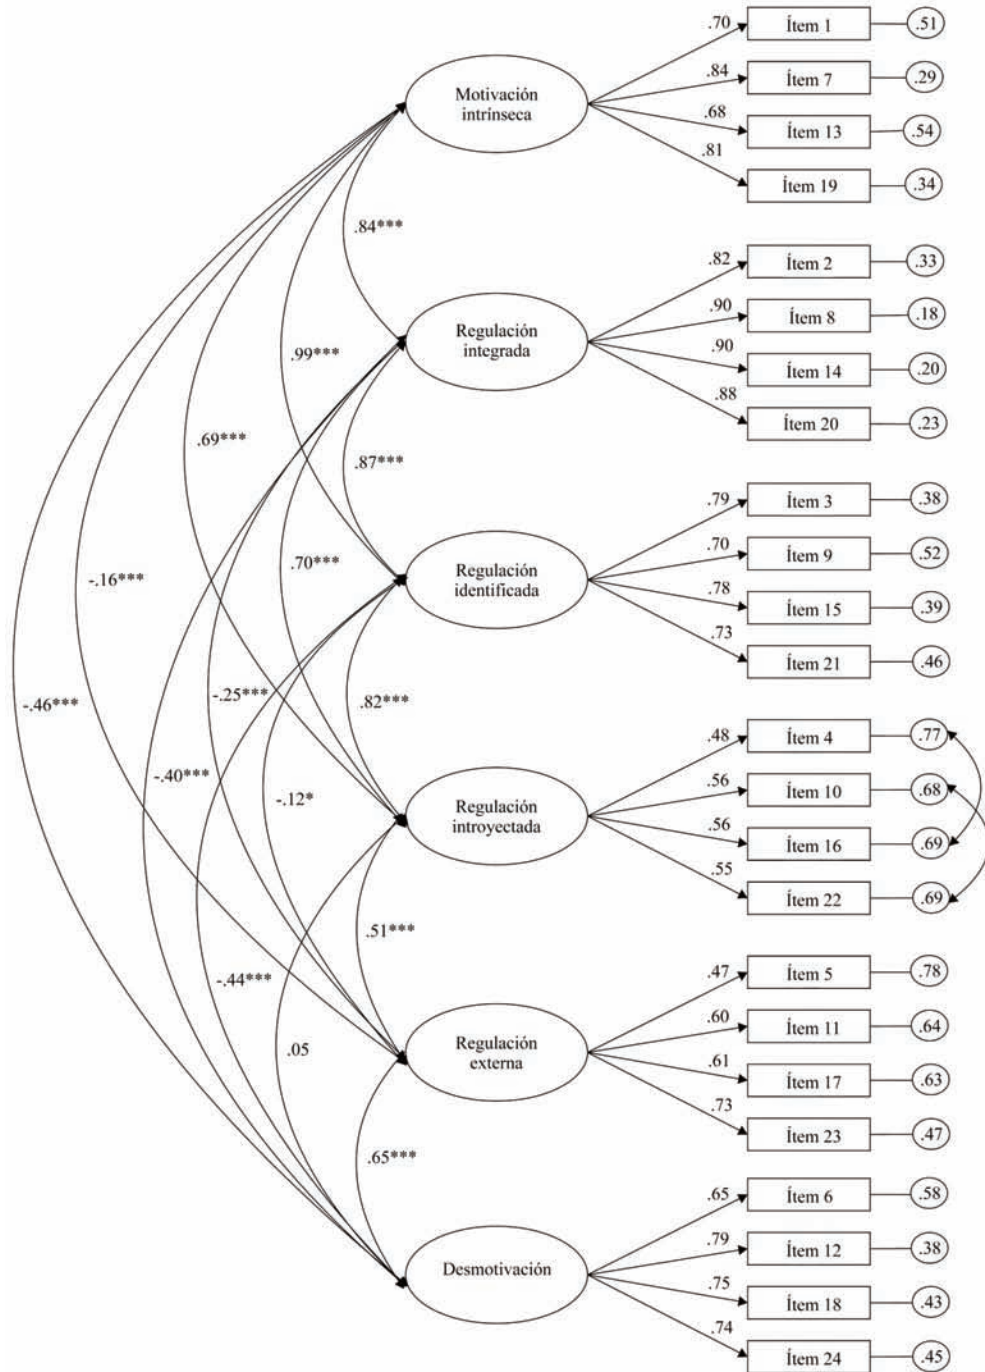 .70
Ítem 1
.51
Motivación
intrínseca
.84
Ítem 7
.29
.68
Ítem 13
.54
.81
Ítem 19
.34
.84***
.82
Ítem 2
.33
Regulación
integrada
.90
Ítem 8
.18
.99***
.90
Ítem 14
.20
.88
Ítem 20
.23
.69***
.87***
.79
Ítem 3
.38
Regulación
identificada
.70
Ítem 9
.52
-.16***
.70***
.78
Ítem 15
.39
.73
Ítem 21
.46
-.46***
-.25***
.82***
.48
Ítem 4
.77
-.40***
-.12*
Regulación
introyectada
.56
Ítem 10
.68
.56
Ítem 16
.69
.55
Ítem 22
.69
.51***
-.44***
.47
Ítem 5
.78
Regulación
externa
.60
Ítem 11
.64
.05
.61
Ítem 17
.63
.73
Ítem 23
.47
.65***
.65
Ítem 6
.58
Desmotivación
.79
Ítem 12
.38
.75
Ítem 18
.43
.74
Ítem 24
.45